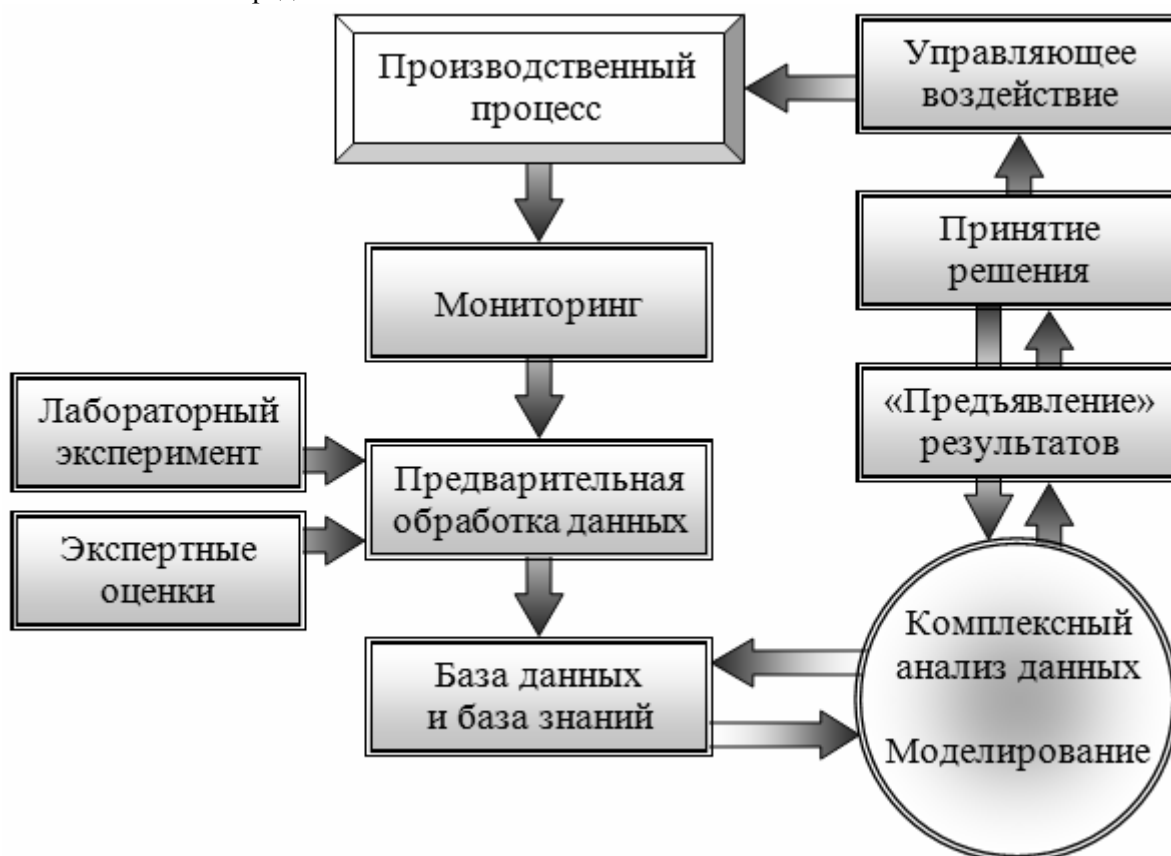 Производственный
процесс
Управляющее
воздействие
Мониторинг
Принятие
решения
Лабораторный
эксперимент
«Предъявление»
результатов
Предварительная
обработка данных
Экспертные
оценки
База данных
и база знаний
Комплексный
анализ данных
Моделирование